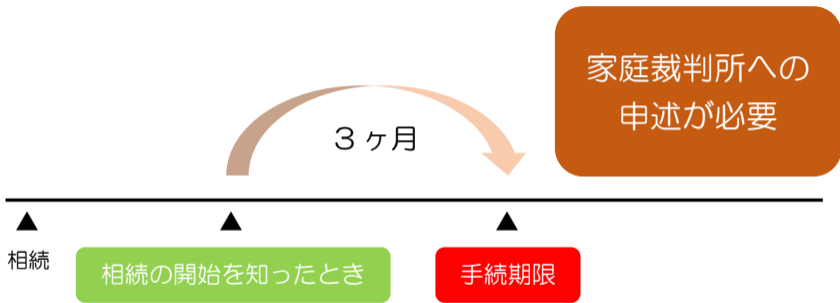 家庭裁判所への
申述が必要
3ヶ月
相続
相続の開始を知ったとき
手続期限